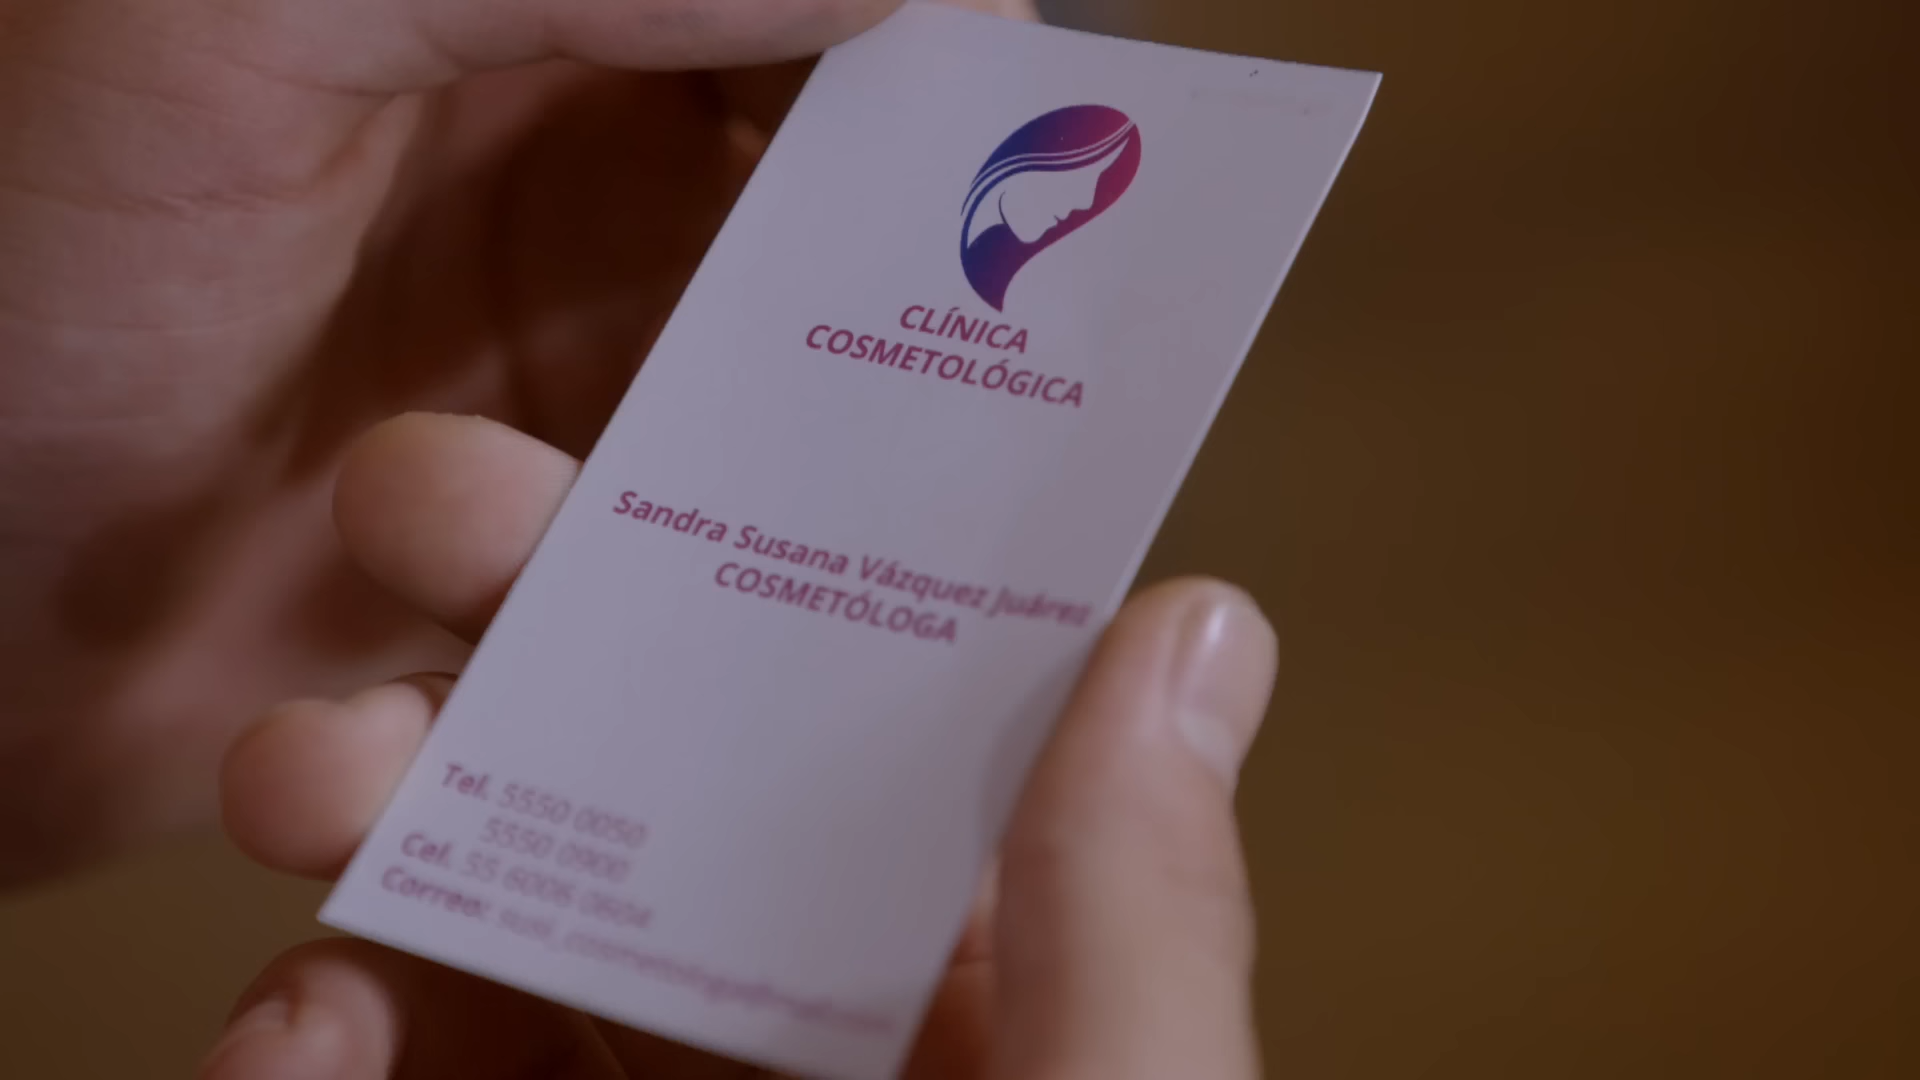 CLÍNICA
COSMETOLÓGICA
Sandra Susana Vázquez Juárez
COSMETÓLOGA
Tel. 5550 0050
5550 0900
Cel. 55 6006 0604
Correo: